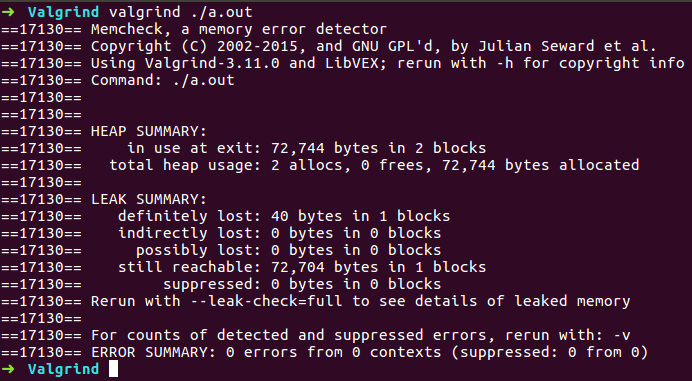 ➜  Valgrind valgrind ./a.out
==17130== Memcheck, a memory error detector
==17130== Copyright (C) 2002-2015, and GNU GPL'd, by Julian Seward et al.
==17130== Using Valgrind-3.11.0 and LibVEX; rerun with -h for copyright info
==17130== Command: ./a.out
==17130==
==17130==
==17130== HEAP SUMMARY:
==17130==     in use at exit: 72,744 bytes in 2 blocks
==17130==   total heap usage: 2 allocs, 0 frees, 72,744 bytes allocated
==17130==
==17130== LEAK SUMMARY:
==17130==    definitely lost: 40 bytes in 1 blocks
==17130==    indirectly lost: 0 bytes in 0 blocks
==17130==      possibly lost: 0 bytes in 0 blocks
==17130==    still reachable: 72,704 bytes in 1 blocks
==17130==         suppressed: 0 bytes in 0 blocks
==17130== Rerun with --leak-check=full to see details of leaked memory
==17130==
==17130== For counts of detected and suppressed errors, rerun with: -v
==17130== ERROR SUMMARY: 0 errors from 0 contexts (suppressed: 0 from 0)
➜  Valgrind